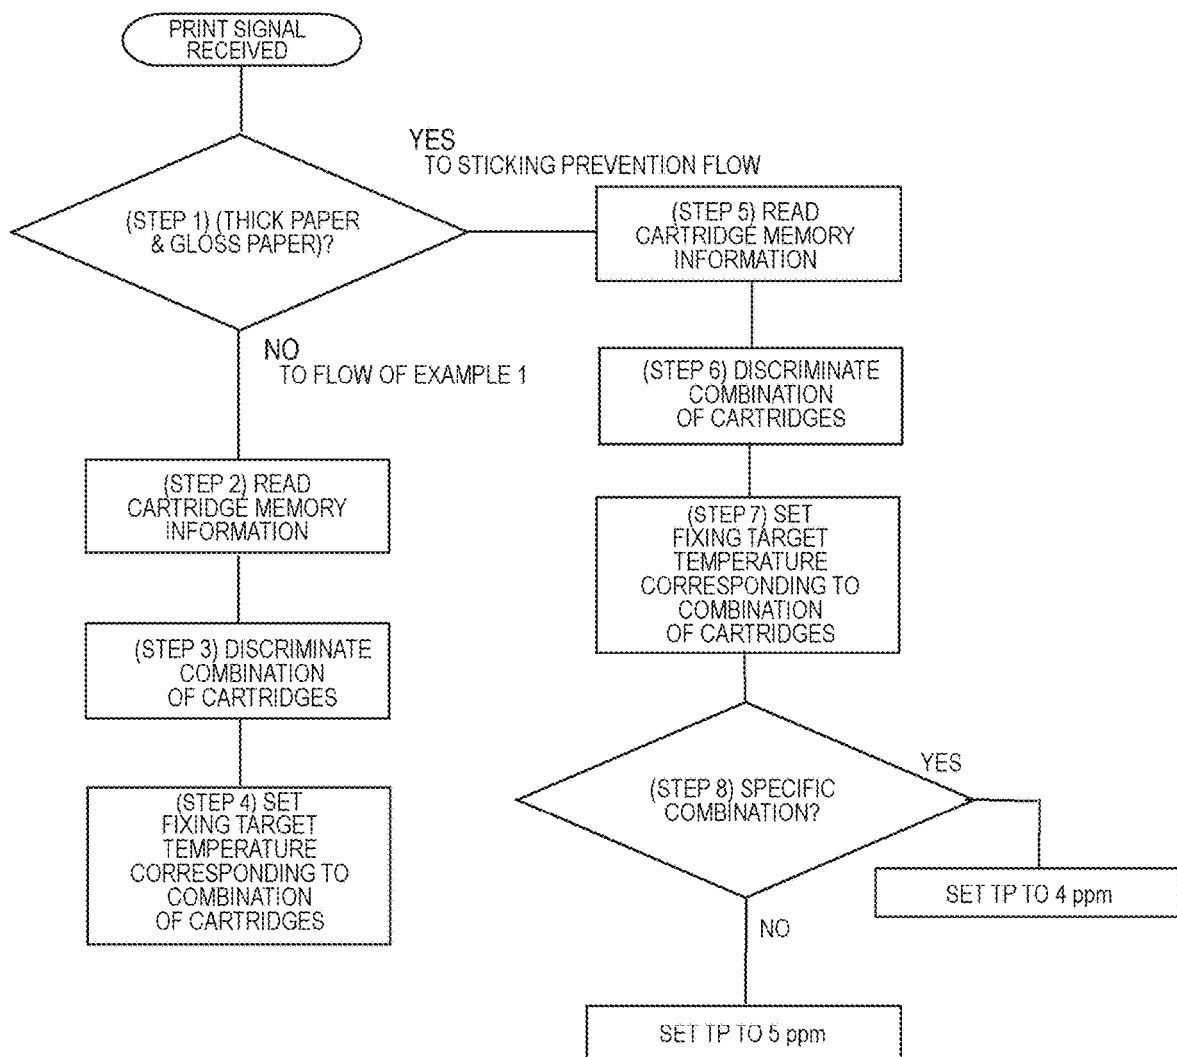 PRINT SIGNAL
RECEIVED
(STEP 1) (THICK PAPER
& GLOSS PAPER)?
YES
TO STICKING PREVENTION FLOW
NO
TO FLOW OF EXAMPLE 1
(STEP 2) READ
CARTRIDGE MEMORY
INFORMATION
(STEP 3) DISCRIMINATE
COMBINATION
OF CARTRIDGES
(STEP 4) SET
FIXING TARGET
TEMPERATURE
CORRESPONDING TO
COMBINATION
OF CARTRIDGES
(STEP 5) READ
CARTRIDGE MEMORY
INFORMATION
(STEP 6) DISCRIMINATE
COMBINATION
OF CARTRIDGES
(STEP 7) SET
FIXING TARGET
TEMPERATURE
CORRESPONDING TO
COMBINATION
OF CARTRIDGES
(STEP 8) SPECIFIC
COMBINATION?
YES
SET TP TO 4 ppm
NO
SET TP TO 5 ppm